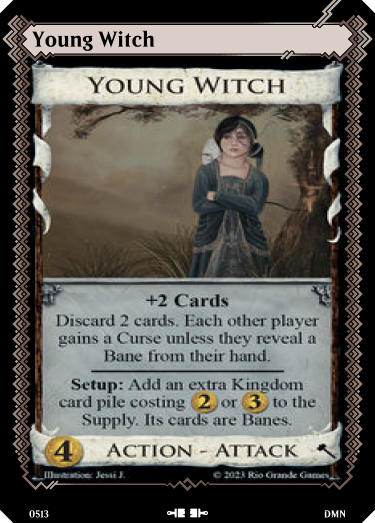 Young Witch
YOUNG WITCH
+2 Cards
Discard 2 cards. Each other player
gains a Curse unless they reveal a
Bane from their hand.
Setup: Add an extra Kingdom
card pile costing 2 or 3 to the
Supply. Its cards are Banes.
4 ACTION - ATTACK
Illustration: Jessi J. © 2023 Rio Grande Games
0513 DMN